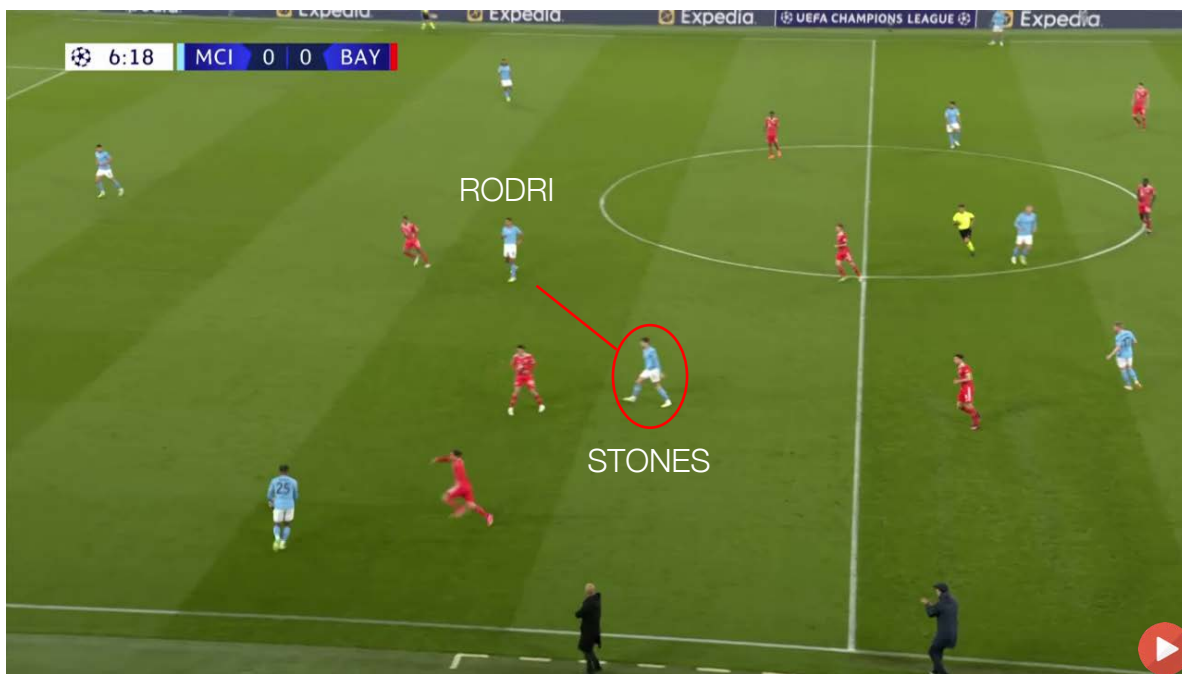 Expedia Expedia Expedia UEFA CHAMPIONS LEAGUE Expedia
6:18 MCI 0 0 BAY
RODRI
STONES
25